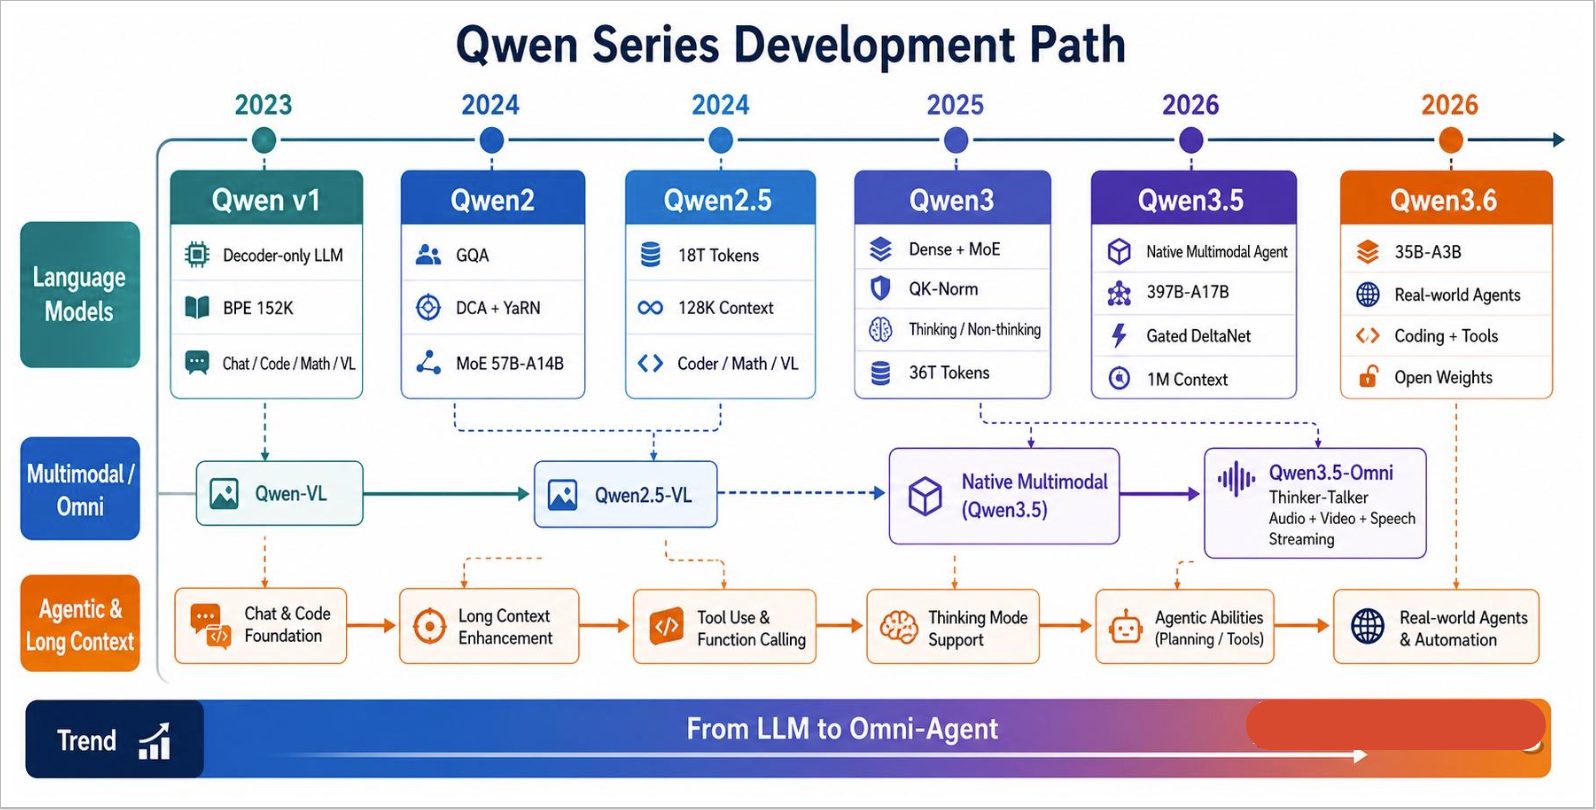 Qwen Series Development Path
2023
2024
2024
2025
2026
2026
Language
Models
Qwen v1
Decoder-only LLM
BPE 152K
Chat / Code / Math / VL
Qwen2
GQA
DCA + YaRN
MoE 57B-A14B
Qwen2.5
18T Tokens
128K Context
Coder / Math / VL
Qwen3
Dense + MoE
QK-Norm
Thinking / Non-thinking
36T Tokens
Qwen3.5
Native Multimodal Agent
397B-A17B
Gated DeltaNet
1M Context
Qwen3.6
35B-A3B
Real-world Agents
Coding + Tools
Open Weights
Multimodal /
Omni
Qwen-VL
Qwen2.5-VL
Native Multimodal
(Qwen3.5)
Qwen3.5-Omni
Thinker-Talker
Audio + Video + Speech
Streaming
Agentic &
Long Context
Chat & Code
Foundation
Long Context
Enhancement
Tool Use &
Function Calling
Thinking Mode
Support
Agentic Abilities
(Planning / Tools)
Real-world Agents
& Automation
Trend
From LLM to Omni-Agent